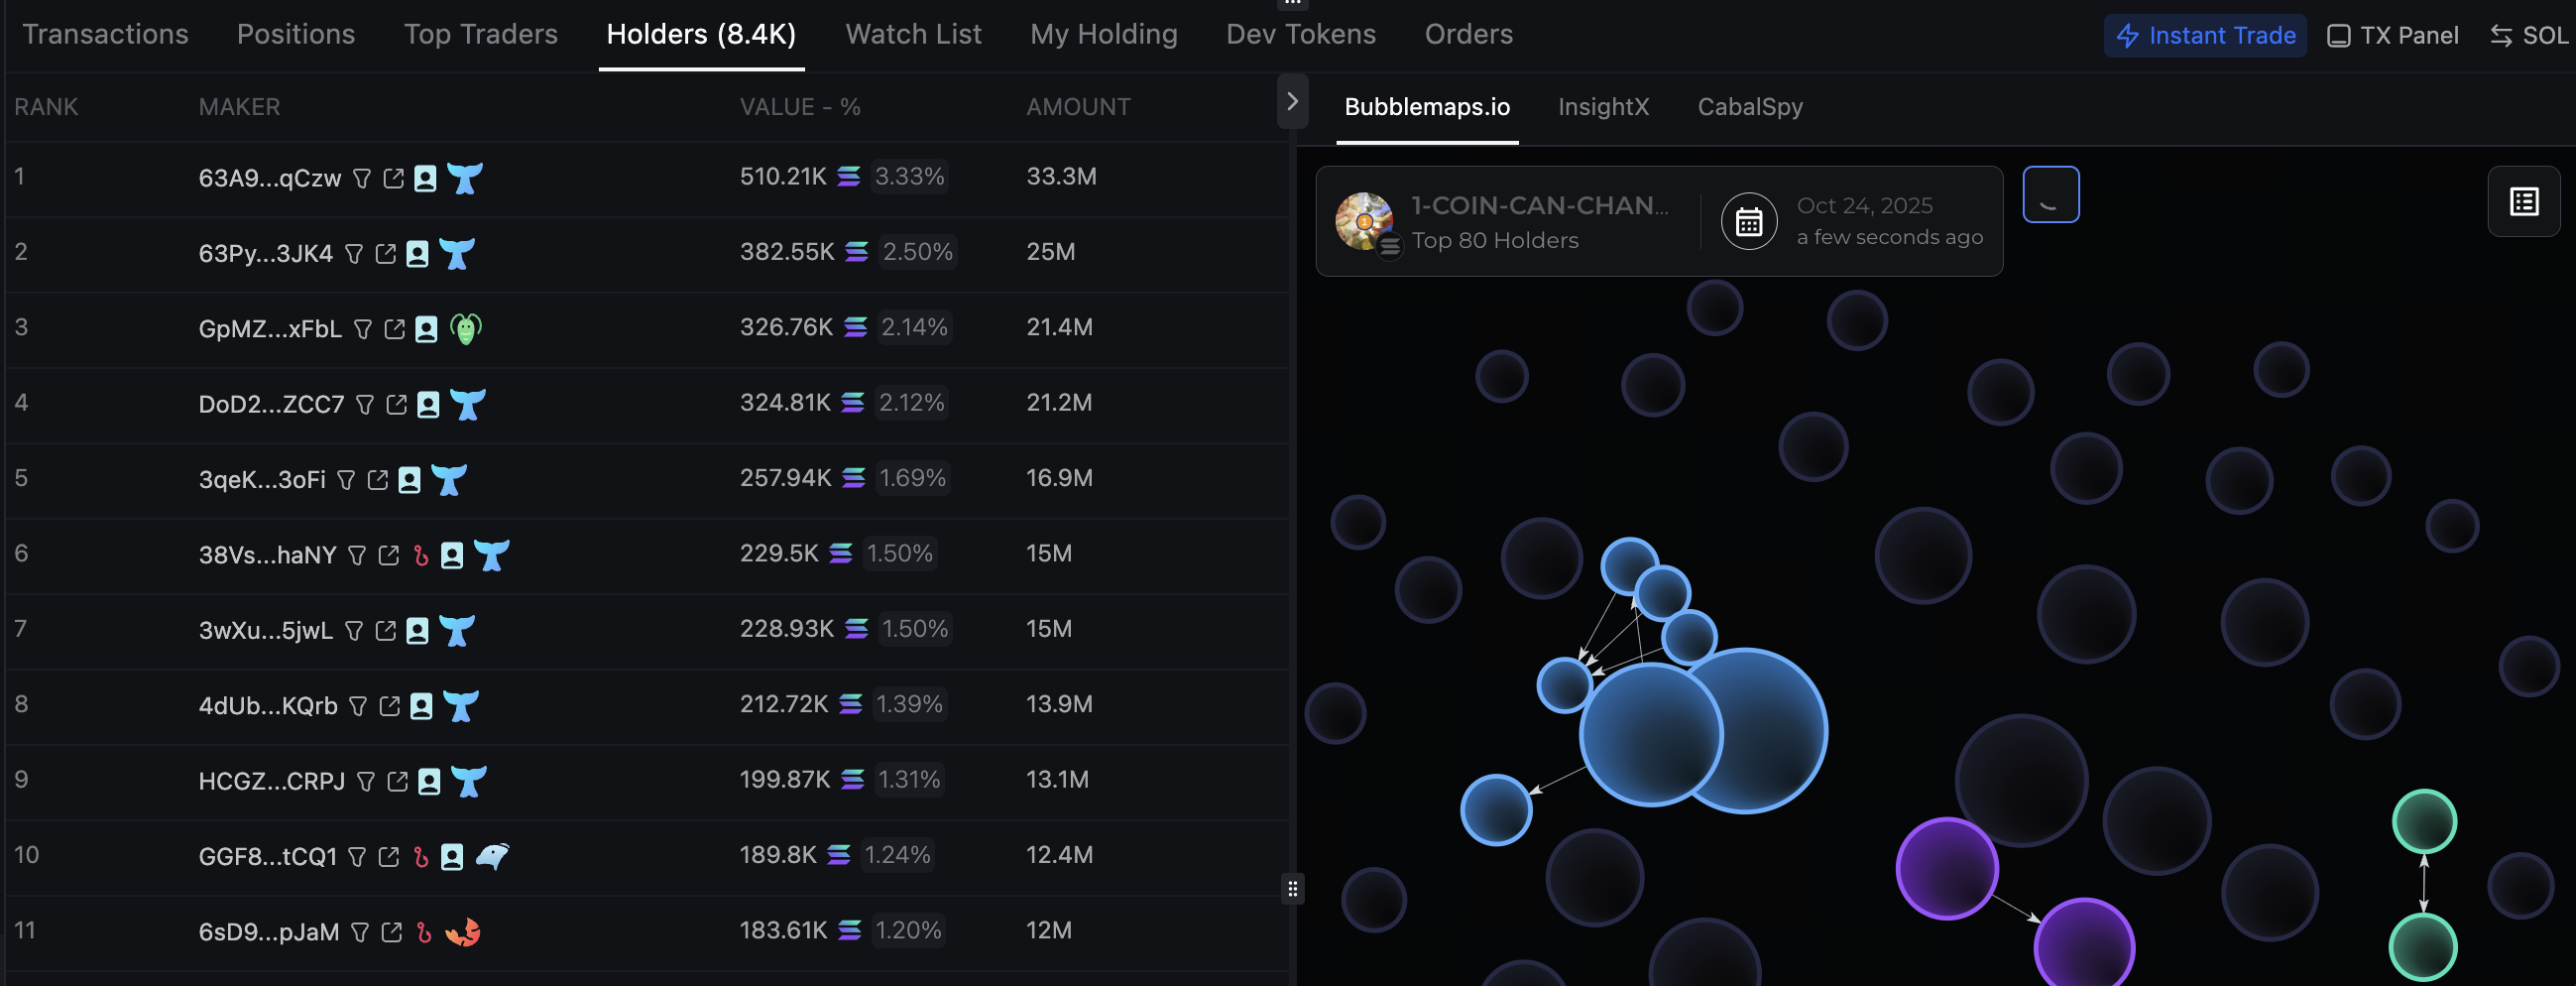 Transactions Positions Top Traders Holders (8.4K) Watch List My Holding Dev Tokens Orders Instant Trade TX Panel SOL
RANK MAKER VALUE - % AMOUNT
1 63A9...qCzw 510.21K 3.33% 33.3M
2 63Py...3JK4 382.55K 2.50% 25M
3 GpMZ...xFbL 326.76K 2.14% 21.4M
4 DoD2...ZCC7 324.81K 2.12% 21.2M
5 3qeK...3oFi 257.94K 1.69% 16.9M
6 38Vs...haNY 229.5K 1.50% 15M
7 3wXu...5jwL 228.93K 1.50% 15M
8 4dUb...KQrb 212.72K 1.39% 13.9M
9 HCGZ...CRPJ 199.87K 1.31% 13.1M
10 GGF8...tCQ1 189.8K 1.24% 12.4M
11 6sD9...pJaM 183.61K 1.20% 12M
Bubblemaps.io InsightX CabalSpy
1-COIN-CAN-CHAN...
Top 80 Holders
Oct 24, 2025
a few seconds ago